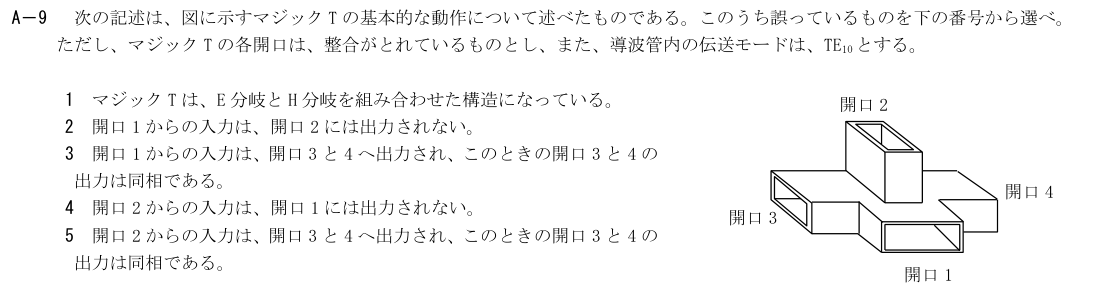 A-9　次の記述は、図に示すマジックTの基本的な動作について述べたものである。このうち誤っているものを下の番号から選べ。
ただし、マジックTの各開口は、整合がとれているものとし、また、導波管内の伝送モードは、TE₁₀とする。
1　マジックTは、E分岐とH分岐を組み合わせた構造になっている。
2　開口1からの入力は、開口2には出力されない。
3　開口1からの入力は、開口3と4へ出力され、このときの開口3と4の
出力は同相である。
4　開口2からの入力は、開口1には出力されない。
5　開口2からの入力は、開口3と4へ出力され、このときの開口3と4の
出力は同相である。
開口2
開口4
開口3
開口1